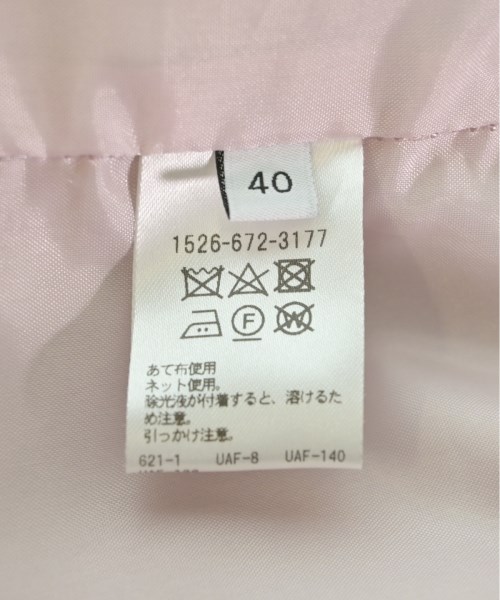 40
1526-672-3177
F
W
あて布使用
ネット使用。
除光液が付着すると、溶けるた
め注意。
引っかけ注意。
621-1 UAF-8 UAF-140